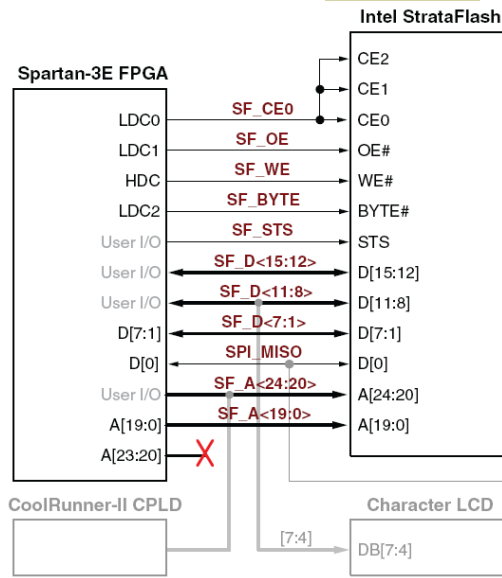 Intel StrataFlash
Spartan-3E FPGA
CE2
CE1
LDC0 SF_CE0 CE0
LDC1 SF_OE OE#
HDC SF_WE WE#
LDC2 SF_BYTE BYTE#
User I/O SF_STS STS
User I/O SF_D<15:12> D[15:12]
User I/O SF_D<11:8> D[11:8]
D[7:1] SF_D<7:1> D[7:1]
D[0] SPI_MISO D[0]
User I/O SF_A<24:20> A[24:20]
A[19:0] SF_A<19:0> A[19:0]
A[23:20]
CoolRunner-II CPLD Character LCD
[7:4] DB[7:4]